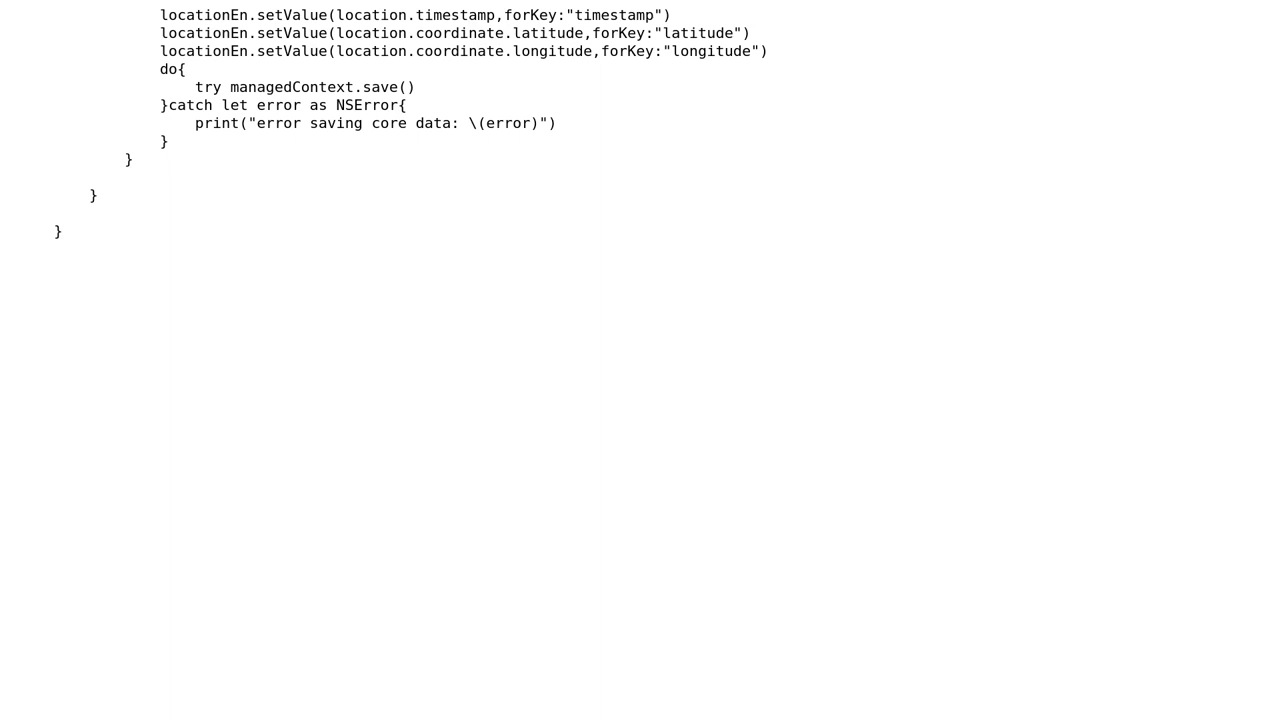 locationEn.setValue(location.timestamp,forKey:"timestamp")
locationEn.setValue(location.coordinate.latitude,forKey:"latitude")
locationEn.setValue(location.coordinate.longitude,forKey:"longitude")
do{
try managedContext.save()
}catch let error as NSError{
print("error saving core data: \(error)")
}
}
}
}